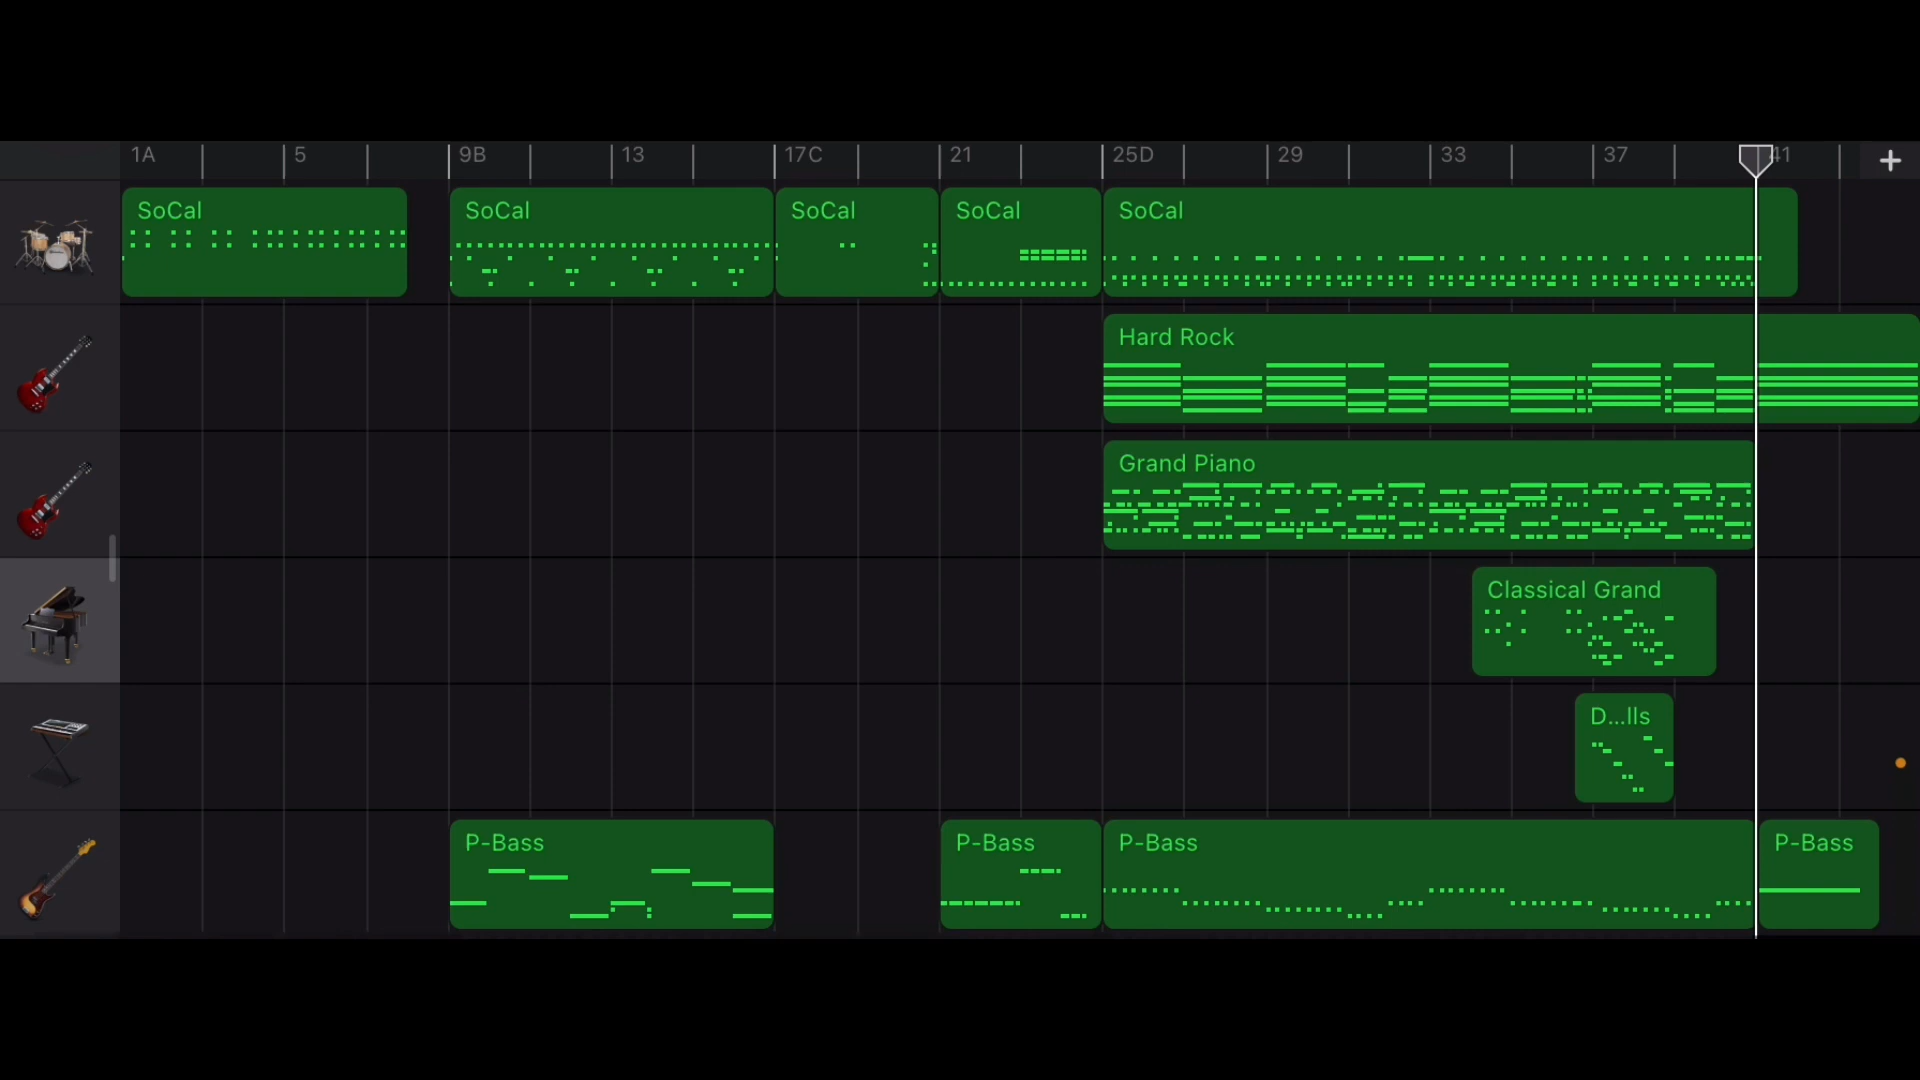 1A 5 9B 13 17C 21 25D 29 33 37 41 +
SoCal SoCal SoCal SoCal SoCal
Hard Rock
Grand Piano
Classical Grand
D...lls
P-Bass P-Bass P-Bass P-Bass